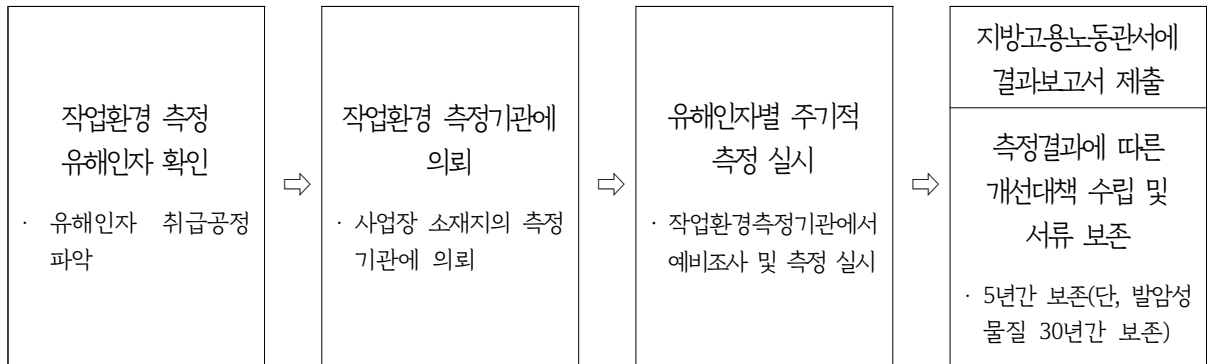 작업환경 측정
유해인자 확인
· 유해인자 취급공정
파악
⇨
작업환경 측정기관에
의뢰
· 사업장 소재지의 측정
기관에 의뢰
⇨
유해인자별 주기적
측정 실시
· 작업환경측정기관에서
예비조사 및 측정 실시
⇨
지방고용노동관서에
결과보고서 제출
측정결과에 따른
개선대책 수립 및
서류 보존
· 5년간 보존(단, 발암성
물질 30년간 보존)